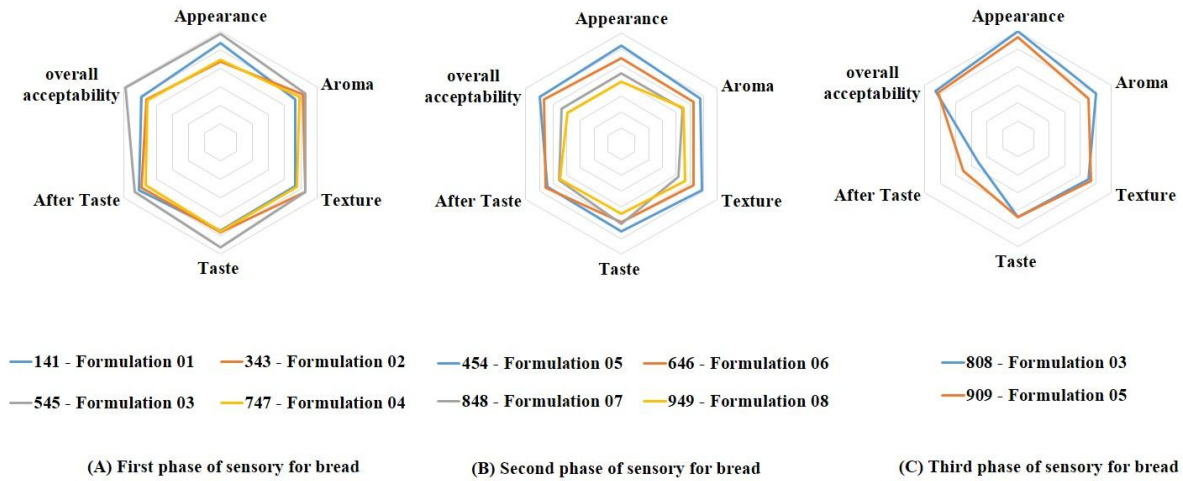 Appearance
Aroma
Texture
Taste
After Taste
overall
acceptability
141 - Formulation 01
343 - Formulation 02
545 - Formulation 03
747 - Formulation 04
(A) First phase of sensory for bread
Appearance
Aroma
Texture
Taste
After Taste
overall
acceptability
454 - Formulation 05
646 - Formulation 06
848 - Formulation 07
949 - Formulation 08
(B) Second phase of sensory for bread
Appearance
Aroma
Texture
Taste
After Taste
overall
acceptability
808 - Formulation 03
909 - Formulation 05
(C) Third phase of sensory for bread